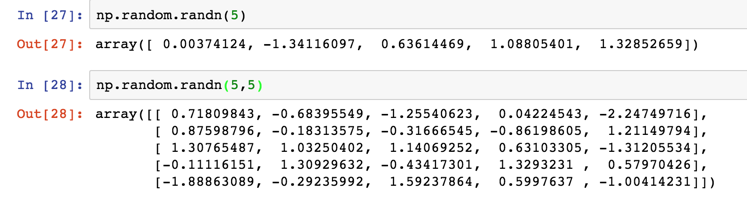 In [27]: np.random.randn(5)
Out[27]: array([ 0.00374124, -1.34116097,  0.63614469,  1.08805401,  1.32852659])
In [28]: np.random.randn(5,5)
Out[28]: array([[ 0.71809843, -0.68395549, -1.25540623,  0.04224543, -2.24749716],
[ 0.87598796, -0.18313575, -0.31666545, -0.86198605,  1.21149794],
[ 1.30765487,  1.03250402,  1.14069252,  0.63103305, -1.31205534],
[-0.11116151,  1.30929632, -0.43417301,  1.3293231 ,  0.57970426],
[-1.88863089, -0.29235992,  1.59237864,  0.5997637 , -1.00414231]])